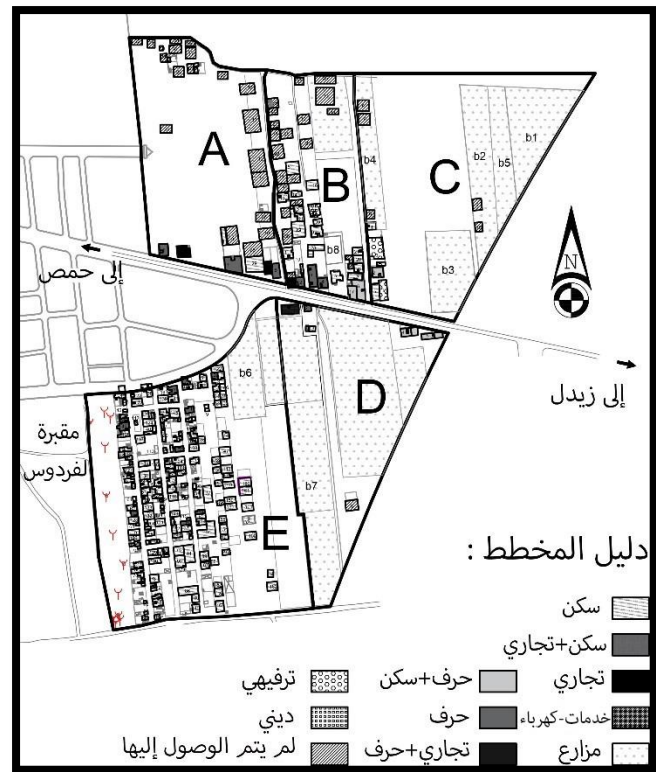 A
B
C
b1
b2
b5
b4
b3
b8
N
إلى حمص
إلى زيدل
b6
D
b7
E
مقبرة
لفردوس
دليل المخطط :
سكن
سكن+تجاري
تجاري
حرف+سكن
ترفيهي
خدمات-كهرباء
حرف
ديني
مزارع
تجاري+حرف
لم يتم الوصول إليها